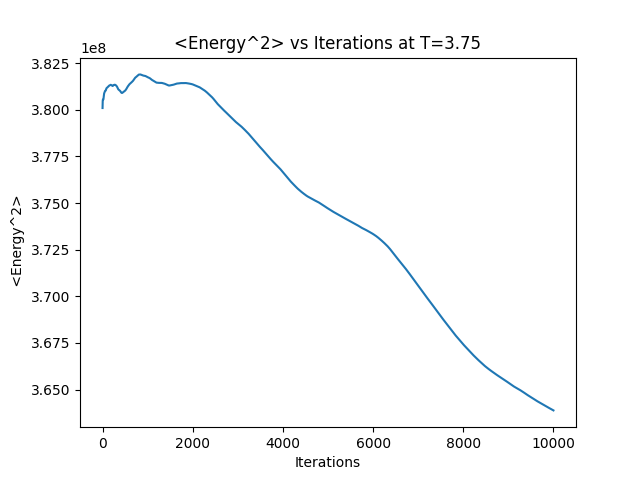 <Energy^2> vs Iterations at T=3.75
1e8
3.825
3.800
3.775
3.750
3.725
3.700
3.675
3.650
<Energy^2>
0 2000 4000 6000 8000 10000
Iterations